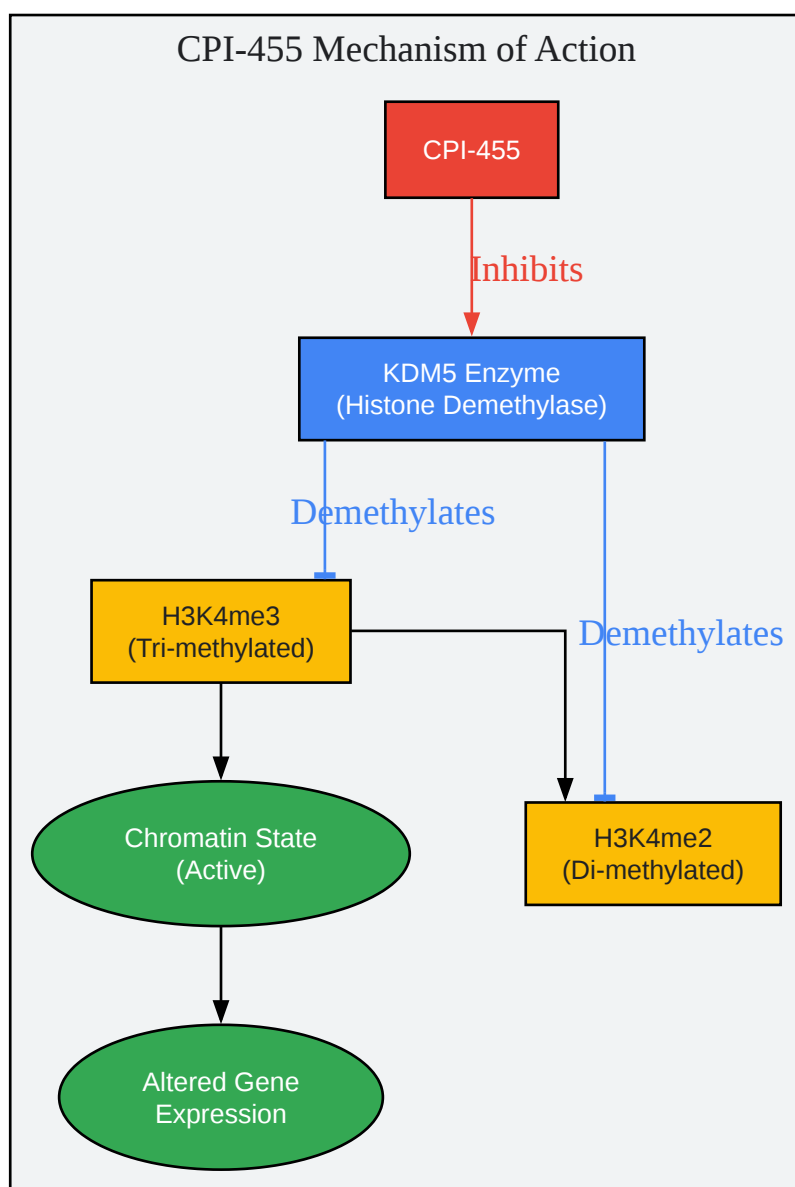 CPI-455 Mechanism of Action
CPI-455
Inhibits
KDM5 Enzyme
(Histone Demethylase)
Demethylates
H3K4me3
(Tri-methylated)
Demethylates
Chromatin State
(Active)
H3K4me2
(Di-methylated)
Altered Gene
Expression